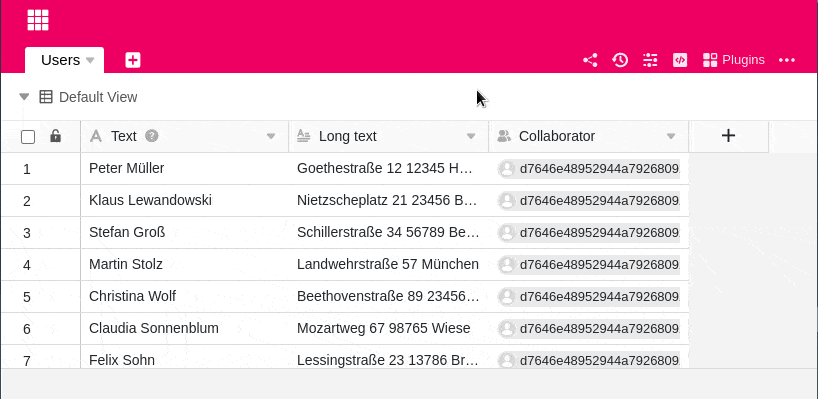 Users
Plugins
Default View
Text ? Long text Collaborator
1 Peter Müller Goethestraße 12 12345 H… d7646e48952944a7926809
2 Klaus Lewandowski Nietzscheplatz 21 23456 B… d7646e48952944a7926809
3 Stefan Groß Schillerstraße 34 56789 Be… d7646e48952944a7926809
4 Martin Stolz Landwehrstraße 57 München d7646e48952944a7926809
5 Christina Wolf Beethovenstraße 89 23456… d7646e48952944a7926809
6 Claudia Sonnenblum Mozartweg 67 98765 Wiese d7646e48952944a7926809
7 Felix Sohn Lessingstraße 23 13786 Br… d7646e48952944a7926809